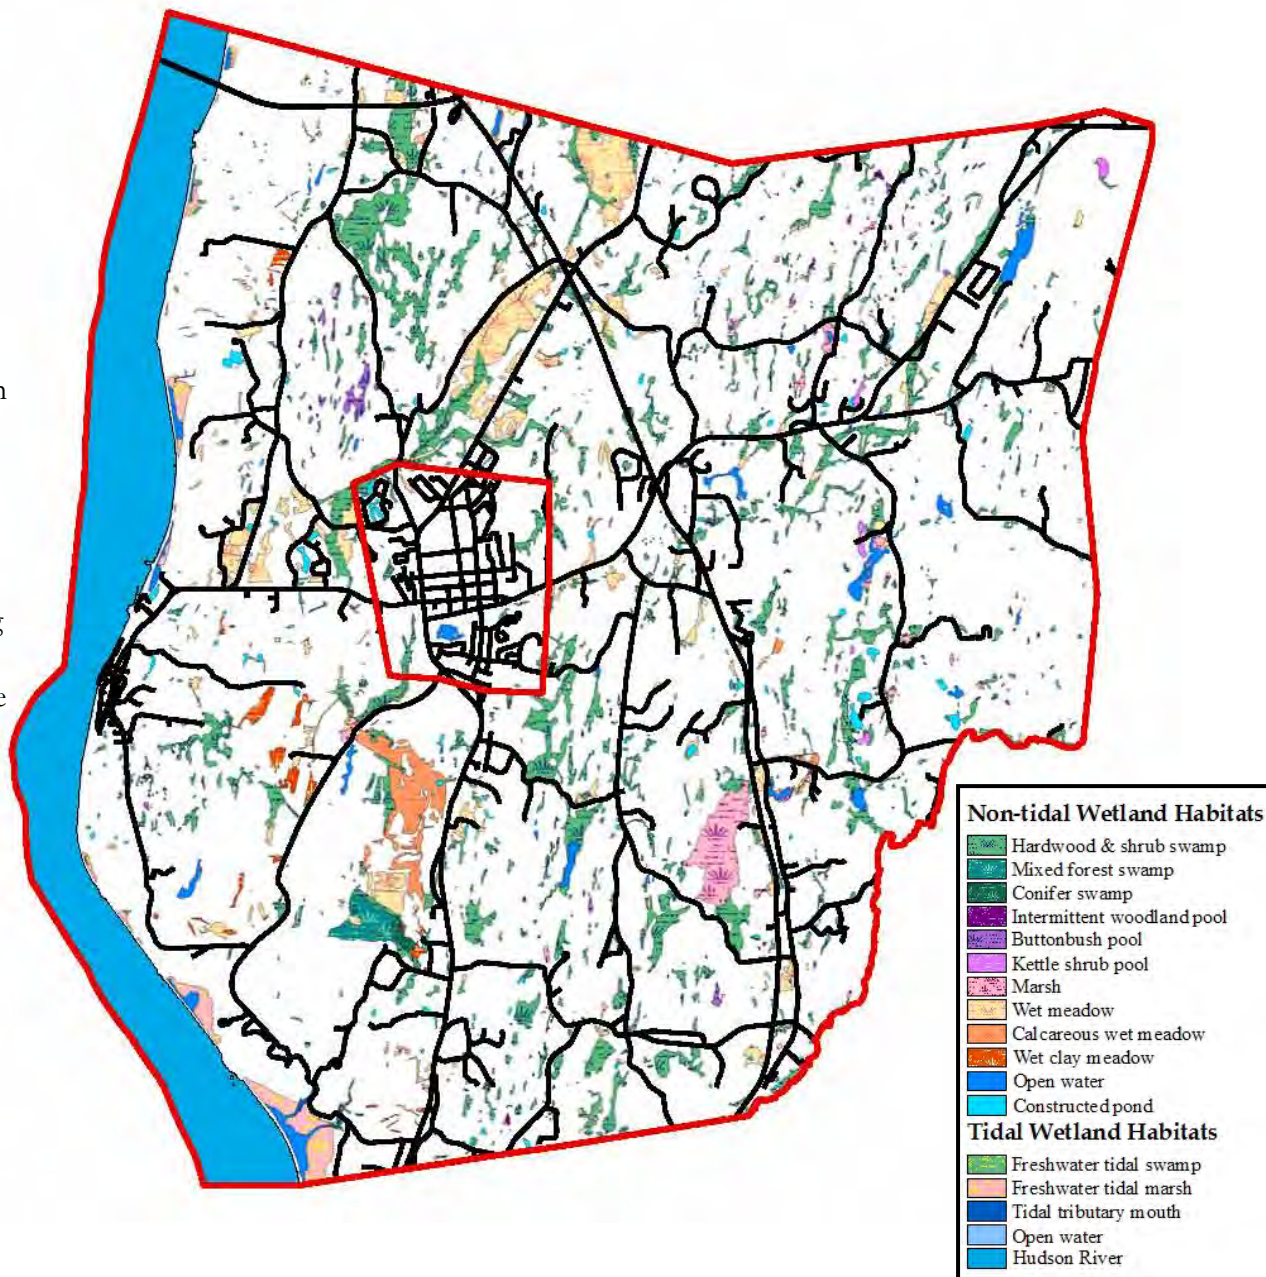 n
g
e
Non-tidal Wetland Habitats
Hardwood & shrub swamp
Mixed forest swamp
Conifer swamp
Intermittent woodland pool
Buttonbush pool
Kettle shrub pool
Marsh
Wet meadow
Calcareous wet meadow
Wet clay meadow
Open water
Constructed pond
Tidal Wetland Habitats
Freshwater tidal swamp
Freshwater tidal marsh
Tidal tributary mouth
Open water
Hudson River